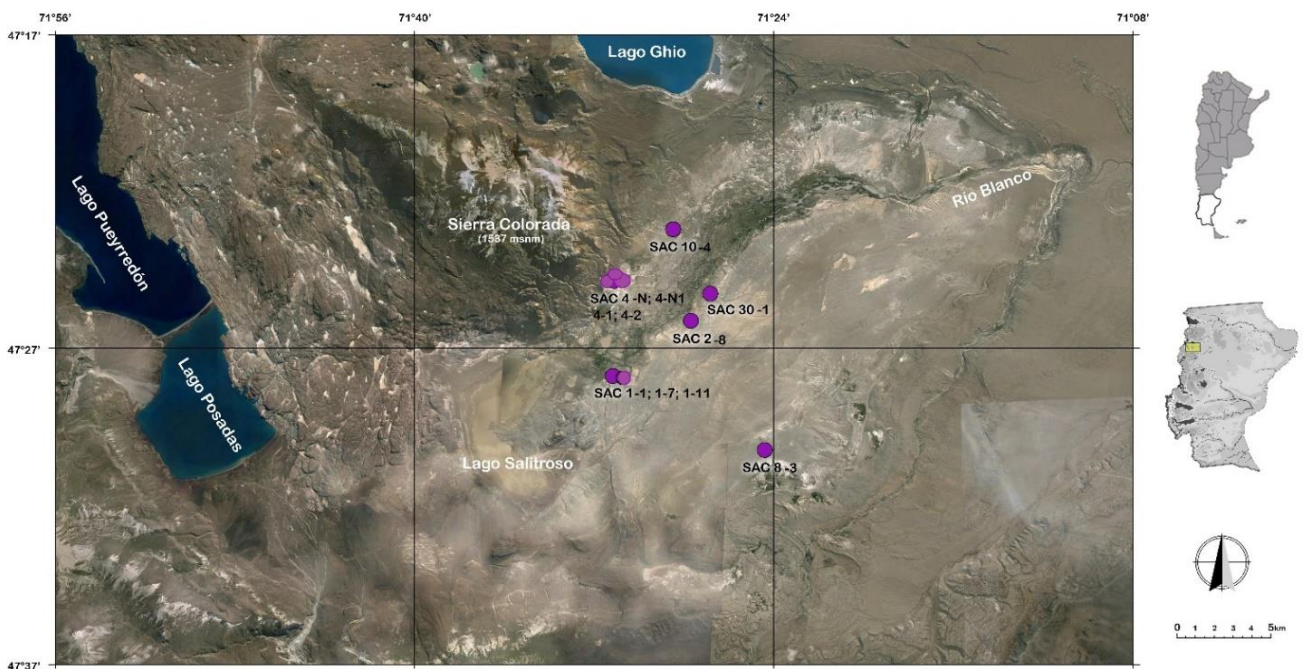 71°56'
71°40'
71°24'
71°08'
47°17'
Lago Ghio
Río Blanco
Lago Pueyrredón
Sierra Colorada
(1587 msnm)
SAC 10-4
SAC 4 -N; 4-N1
4-1; 4-2
SAC 30 -1
SAC 2 -8
47°27'
SAC 1-1; 1-7; 1-11
Lago Posadas
Lago Salitroso
SAC 8 -3
47°37'
0 1 2 3 4 5km